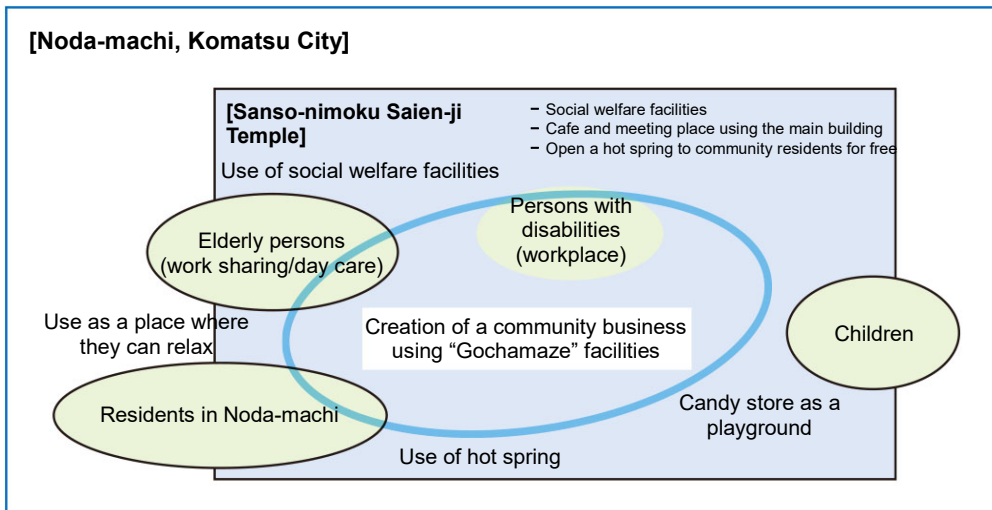 [Noda-machi, Komatsu City]
[Sanso-nimoku Saien-ji
Temple]
− Social welfare facilities
− Cafe and meeting place using the main building
− Open a hot spring to community residents for free
Use of social welfare facilities
Elderly persons
(work sharing/day care)
Persons with
disabilities
(workplace)
Use as a place where
they can relax
Creation of a community business
using “Gochamaze” facilities
Children
Residents in Noda-machi
Candy store as a
playground
Use of hot spring